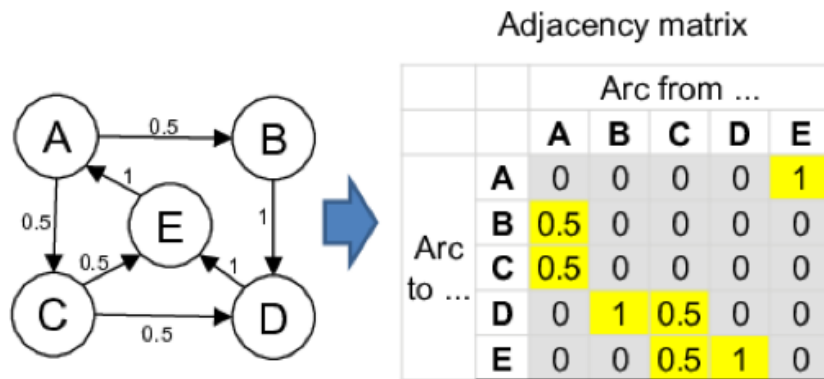 Adjacency matrix
Arc from ...
A B C D E
A 0 0 0 0 1
B 0.5 0 0 0 0
C 0.5 0 0 0 0
D 0 1 0.5 0 0
E 0 0 0.5 1 0
Arc
to ...
A 0.5 B
1
0.5 E 1
0.5 1
C 0.5 D